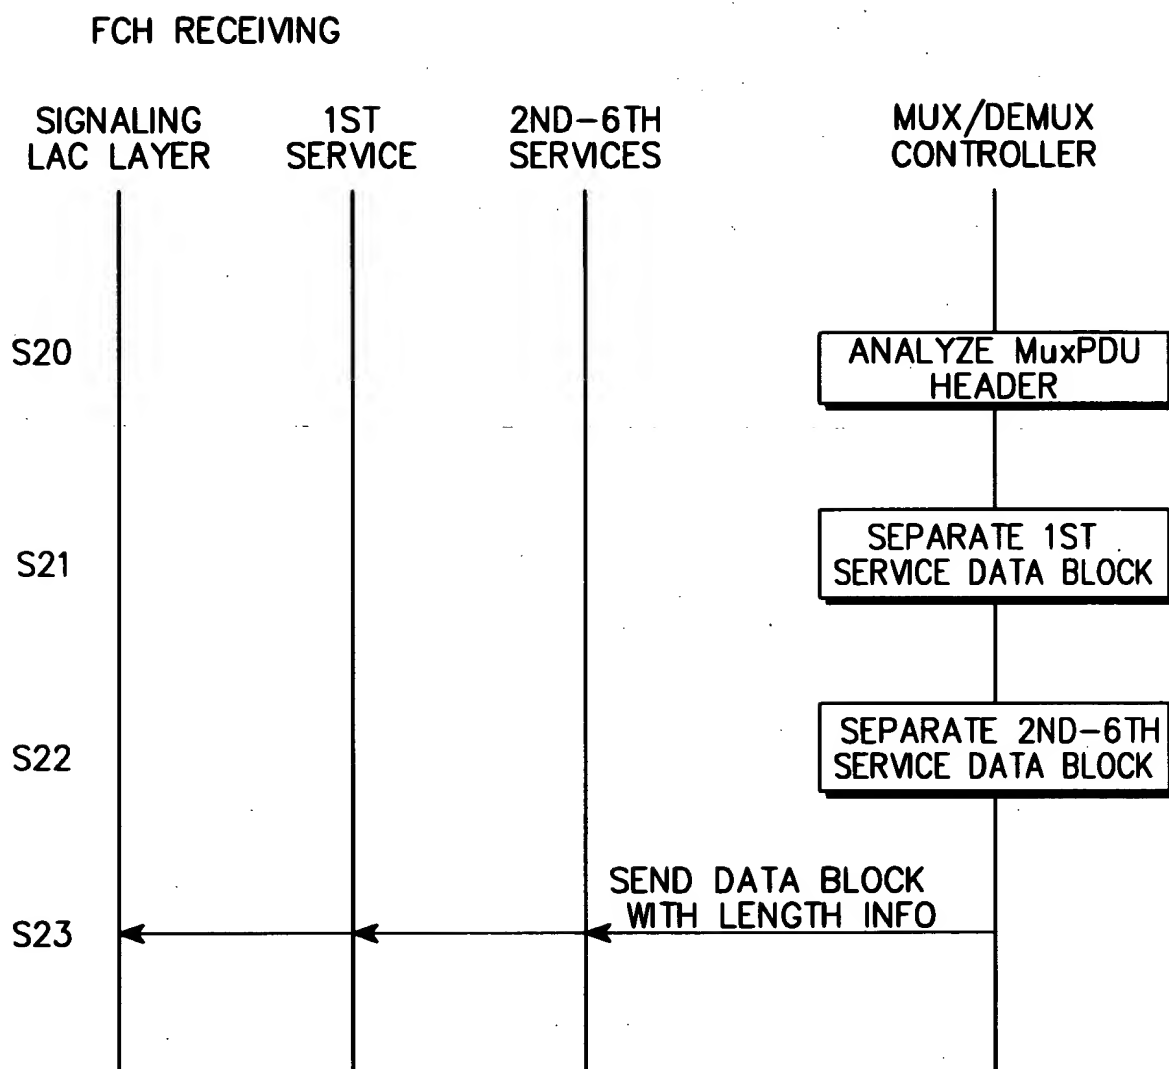 FCH RECEIVING
SIGNALING
LAC LAYER
1ST
SERVICE
2ND-6TH
SERVICES
MUX/DEMUX
CONTROLLER
S20
ANALYZE MuxPDU
HEADER
S21
SEPARATE 1ST
SERVICE DATA BLOCK
S22
SEPARATE 2ND-6TH
SERVICE DATA BLOCK
SEND DATA BLOCK
WITH LENGTH INFO
S23